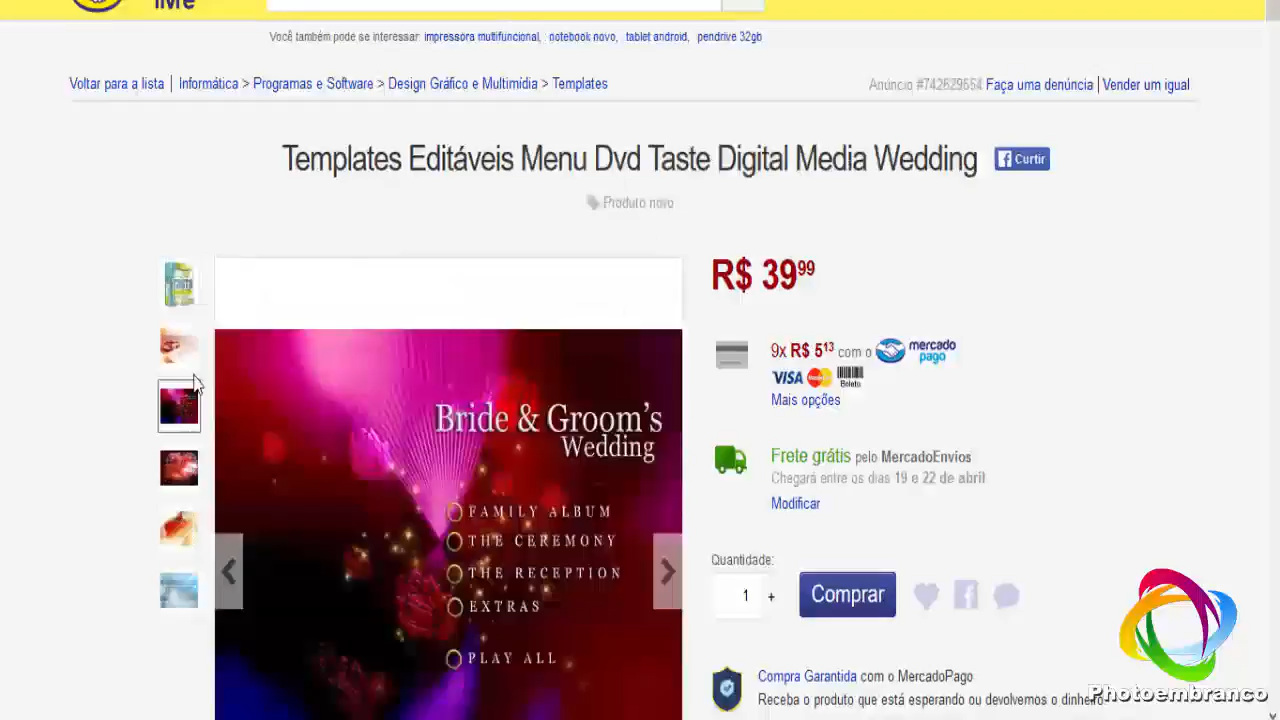 livre
Você também pode se interessar: impressora multifuncional, notebook novo, tablet android, pendrive 32gb
Voltar para a lista | Informática > Programas e Software > Design Gráfico e Multimídia > Templates
Anúncio #742629654 Faça uma denúncia | Vender um igual
Templates Editáveis Menu Dvd Taste Digital Media Wedding
Curtir
Produto novo
R$ 39⁹⁹
9x R$ 5¹³ com o mercado pago
VISA MasterCard Boleto
Mais opções
Bride & Groom's
Wedding
Frete grátis pelo MercadoEnvios
Chegará entre os dias 19 e 22 de abril
Modificar
FAMILY ALBUM
THE CEREMONY
THE RECEPTION
EXTRAS
PLAY ALL
Quantidade:
1 +
Comprar
Compra Garantida com o MercadoPago
Receba o produto que está esperando ou devolvemos o dinheiro
Photoembranco